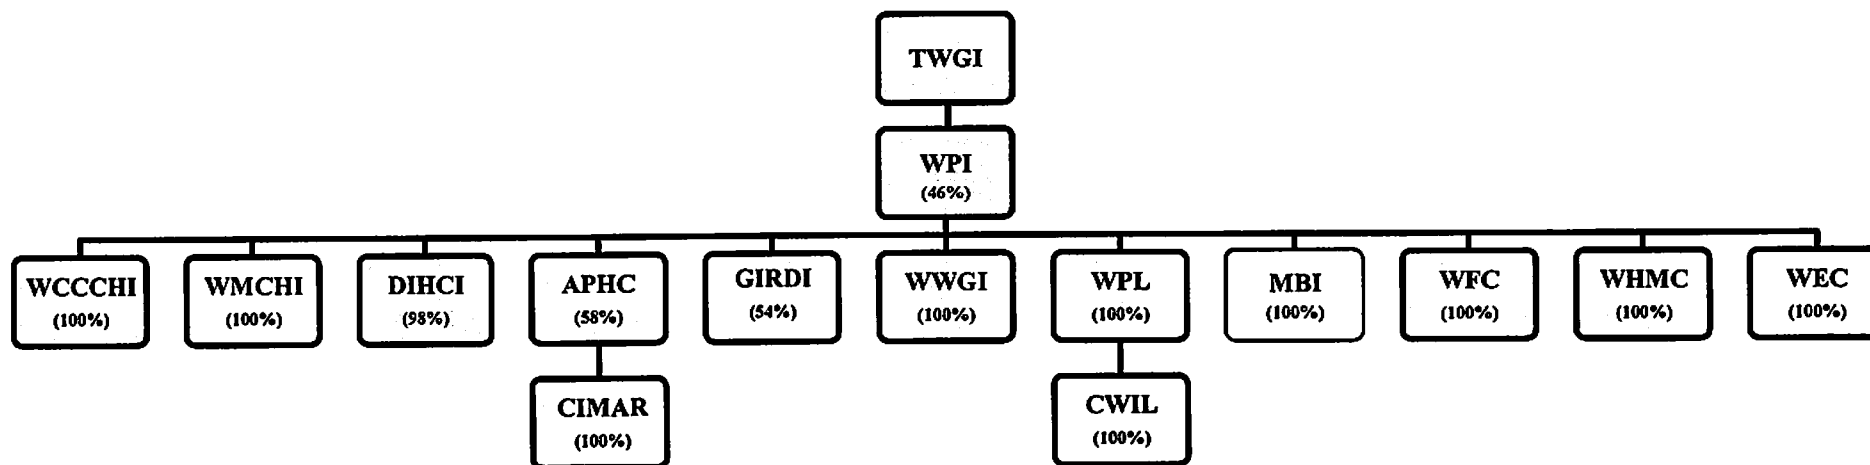 TWGI
WPI
(46%)
WCCCHI
(100%)
WMCHI
(100%)
DIHCI
(98%)
APHC
(58%)
GIRDI
(54%)
WWGI
(100%)
WPL
(100%)
MBI
(100%)
WFC
(100%)
WHMC
(100%)
WEC
(100%)
CIMAR
(100%)
CWIL
(100%)